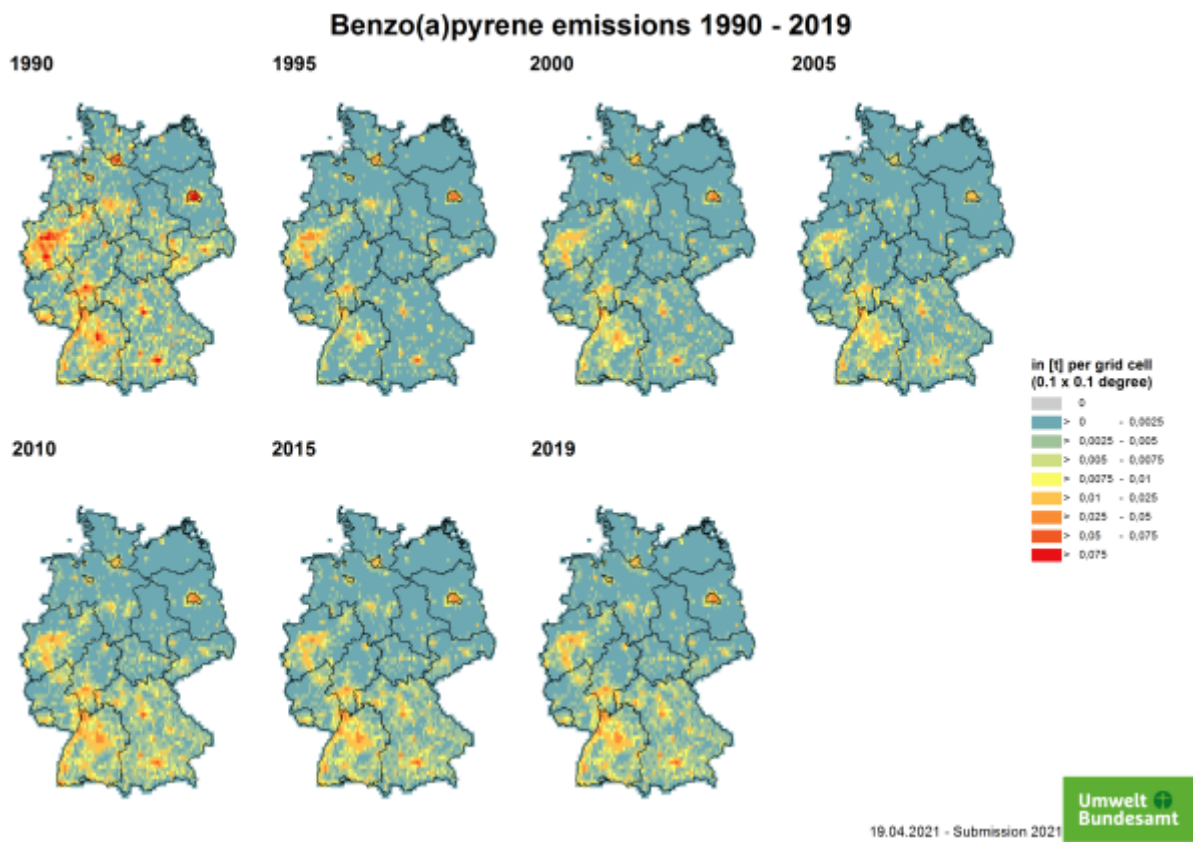 Benzo(a)pyrene emissions 1990 - 2019
1990
1995
2000
2005
in [t] per grid cell
(0.1 x 0.1 degree)
0
> 0 - 0,0025
> 0,0025 - 0,005
> 0,005 - 0,0075
> 0,0075 - 0,01
> 0,01 - 0,025
> 0,025 - 0,05
> 0,05 - 0,075
> 0,075
2010
2015
2019
Umwelt
Bundesamt
19.04.2021 - Submission 2021